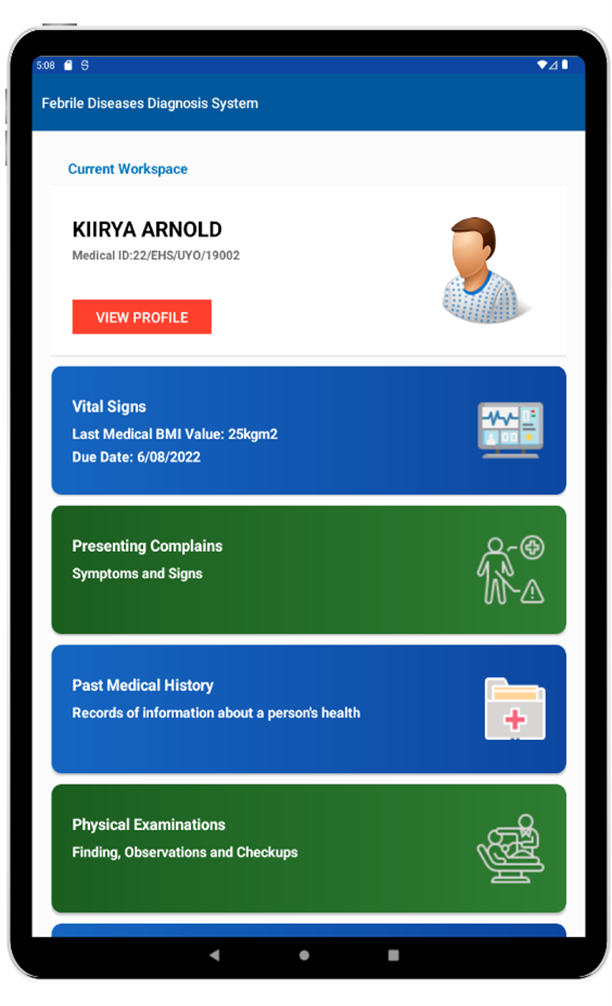 5:08
Febrile Diseases Diagnosis System
Current Workspace
KIIRYA ARNOLD
Medical ID:22/EHS/UYO/19002
VIEW PROFILE
Vital Signs
Last Medical BMI Value: 25kgm2
Due Date: 6/08/2022
Presenting Complains
Symptoms and Signs
Past Medical History
Records of information about a person's health
Physical Examinations
Finding, Observations and Checkups